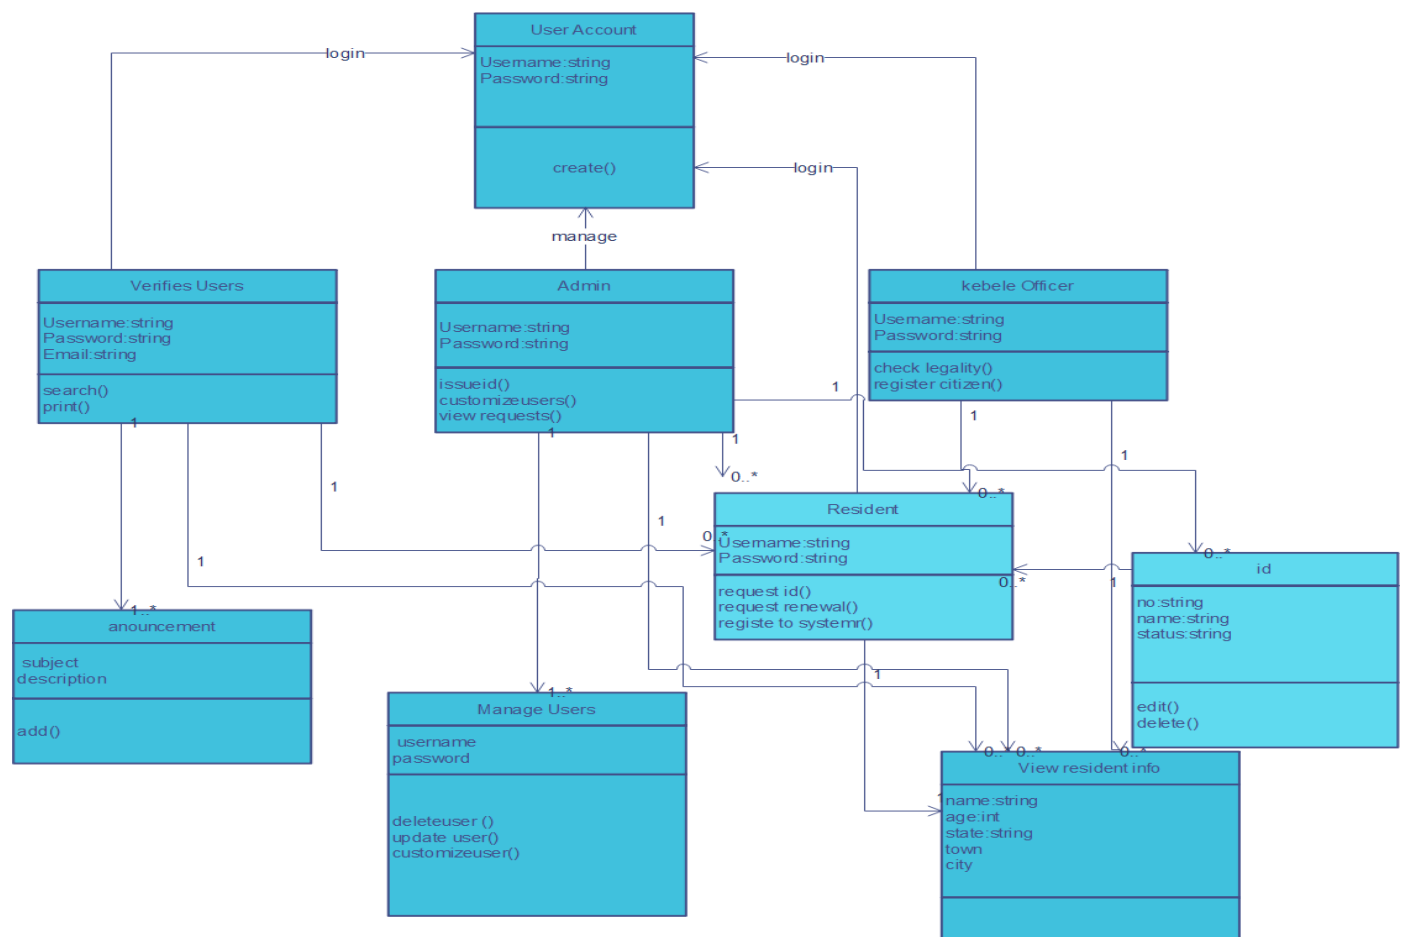 User Account
Username:string
Password:string
create()
login
login
login
manage
Verifies Users
Username:string
Password:string
Email:string
search()
print()
Admin
Username:string
Password:string
issueid()
customizeusers()
view requests()
kebele Officer
Username:string
Password:string
check legality()
register citizen()
1
1
1
1
1
0..*
1
1
0..*
1
1
0..*
Resident
Username:string
Password:string
request id()
request renewal()
registe to systemr()
0..*
0..*
id
no:string
name:string
status:string
edit()
delete()
1
1
1..*
anouncement
subject
description
add()
1..*
Manage Users
username
password
deleteuser ()
update user()
customizeuser()
1
0..*
0..*
0..*
View resident info
1
name:string
age:int
state:string
town
city